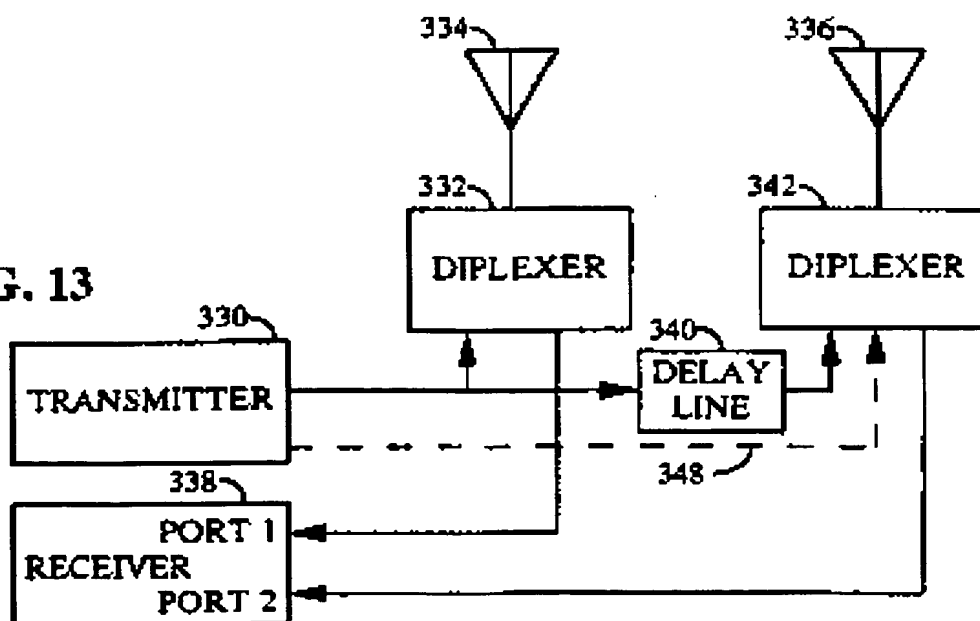 334
336
332
342
DIPLEXER
DIPLEXER
G. 13
330
340
TRANSMITTER
DELAY
LINE
348
338
PORT 1
RECEIVER
PORT 2